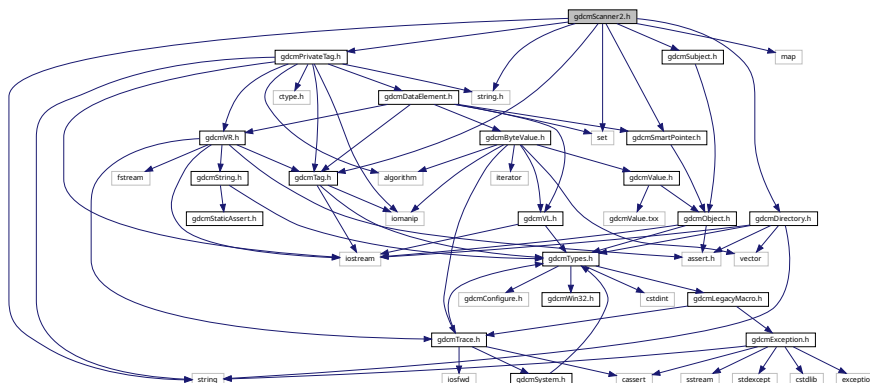 gdcmScanner2.h
gdcmPrivateTag.h
gdcmSubject.h
map
ctype.h
gdcmDataElement.h
string.h
gdcmVR.h
gdcmByteValue.h
set
gdcmSmartPointer.h
fstream
gdcmString.h
gdcmTag.h
algorithm
iterator
gdcmValue.h
gdcmStaticAssert.h
iomanip
gdcmVL.h
gdcmValue.txx
gdcmObject.h
gdcmDirectory.h
iostream
gdcmTypes.h
assert.h
vector
gdcmConfigure.h
gdcmWin32.h
cstdint
gdcmLegacyMacro.h
gdcmTrace.h
gdcmException.h
string
iosfwd
gdcmSystem.h
cassert
sstream
stdexcept
cstdlib
exception